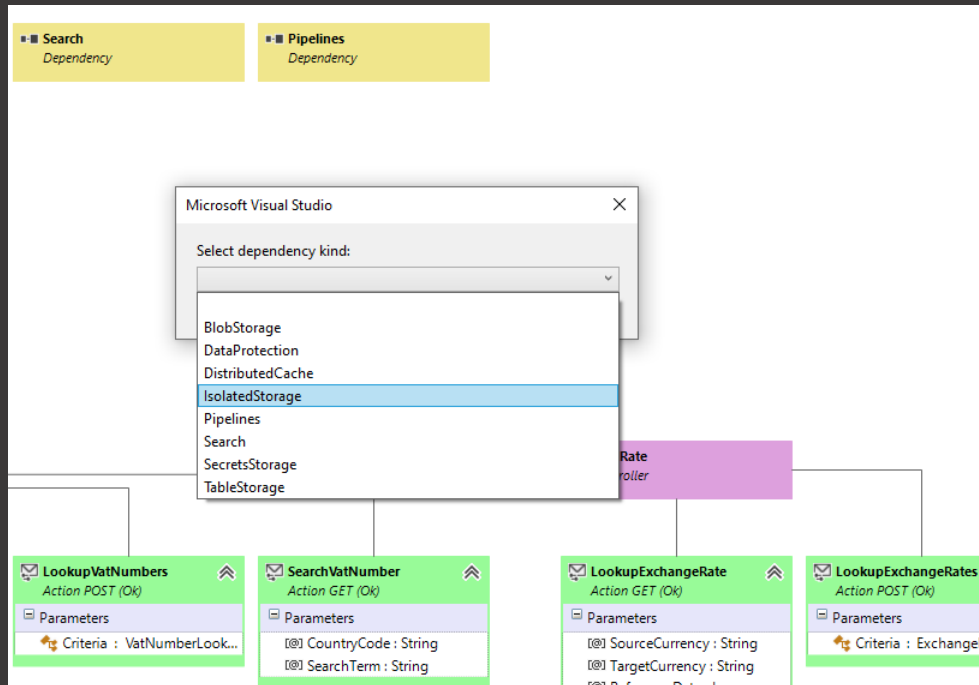 Search
Dependency
Pipelines
Dependency
Microsoft Visual Studio
Select dependency kind:
BlobStorage
DataProtection
DistributedCache
IsolatedStorage
Pipelines
Search
SecretsStorage
TableStorage
Rate
roller
LookupVatNumbers
Action POST (Ok)
Parameters
Criteria : VatNumberLook...
SearchVatNumber
Action GET (Ok)
Parameters
[@] CountryCode : String
[@] SearchTerm : String
LookupExchangeRate
Action GET (Ok)
Parameters
[@] SourceCurrency : String
[@] TargetCurrency : String
LookupExchangeRates
Action POST (Ok)
Parameters
Criteria : Exchange